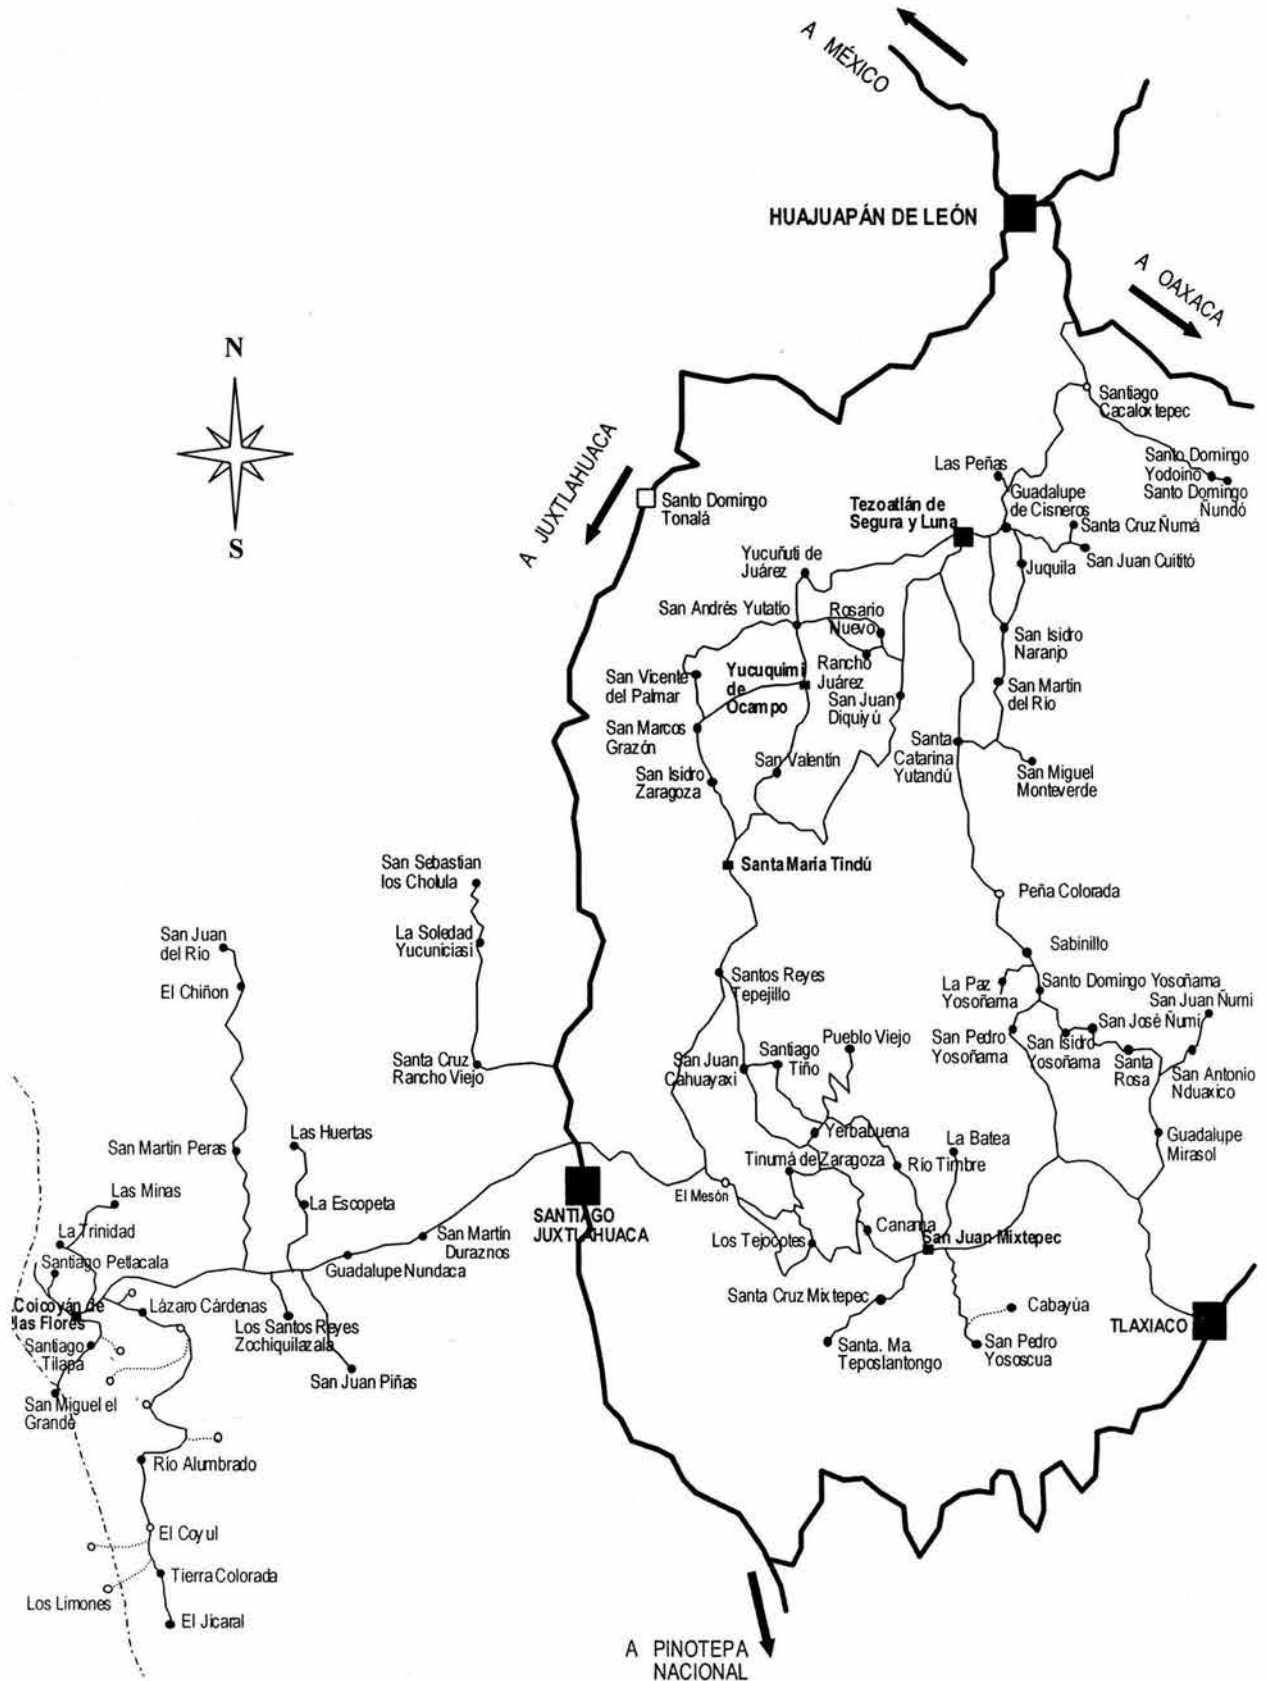 A MÉXICO
HUAJUAPÁN DE LEÓN
A OAXACA
N
S
A JUXTLAHUACA
Santiago
Cacaloxtepec
Las Peñas
Santo Domingo
Yodoino
Santo Domingo
Ñundó
Guadalupe
de Cisneros
Santo Domingo
Tonalá
Tezoatlán de
Segura y Luna
Santa Cruz Ñumá
San Juan Cuititó
Juquila
Yucuñuti de
Juárez
San Andrés Yutatío
Rosario
Nuevo
San Isidro
Naranjo
San Vicente
del Palmar
Yucuquimi
de
Ocampo
Rancho
Juárez
San Juan
Diquiyú
San Martin
del Río
San Marcos
Grazón
Santa
Catarina
Yutandú
San Valentín
San Isidro
Zaragoza
San Miguel
Monteverde
Santa María Tindú
San Sebastian
los Cholula
Peña Colorada
La Soledad
Yucuniciasi
San Juan
del Río
Sabinillo
El Chiñon
Santos Reyes
Tepejillo
La Paz
Yosoñama
Santo Domingo Yosoñama
San Juan Ñumi
San José Ñumí
San Pedro
Yosoñama
San Isidro
Yosoñama
Santa
Rosa
San Antonio
Nduaxico
Pueblo Viejo
Santiago
Tiño
San Juan
Cahuayaxi
Santa Cruz
Rancho Viejo
Las Huertas
San Martín Peras
Yerbabuena
La Batea
Guadalupe
Mirasol
Tinumá de Zaragoza
Río Timbre
Las Minas
La Escopeta
El Mesón
La Trinidad
SANTIAGO
JUXTLAHUACA
San Martín
Duraznos
Canama
Los Tejocotes
San Juan Mixtepec
Santiago Petlacala
Guadalupe Nundaca
Coicoyán de
las Flores
Lázaro Cárdenas
Los Santos Reyes
Zochiquilazala
Santa Cruz Mixtepec
Cabayúa
TLAXIACO
Santiago
Tilapa
Santa. Ma.
Teposlantongo
San Pedro
Yososcua
San Juan Piñas
San Miguel el
Grande
Río Alumbrado
El Coyul
Tierra Colorada
Los Limones
El Jicaral
A PINOTEPA
NACIONAL